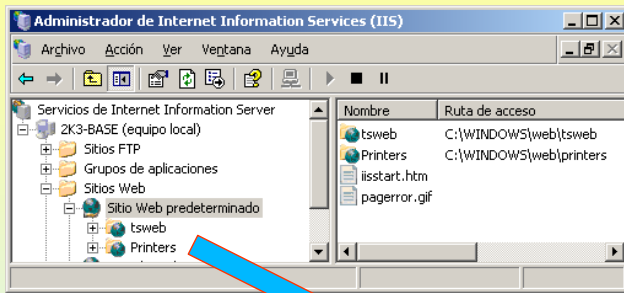 Administrador de Internet Information Services (IIS)
Archivo Acción Ver Ventana Ayuda
Servicios de Internet Information Server
2K3-BASE (equipo local)
Sitios FTP
Grupos de aplicaciones
Sitios Web
Sitio Web predeterminado
tsweb
Printers
Nombre Ruta de acceso
tsweb C:\WINDOWS\web\tsweb
Printers C:\WINDOWS\web\printers
iisstart.htm
pagerror.gif